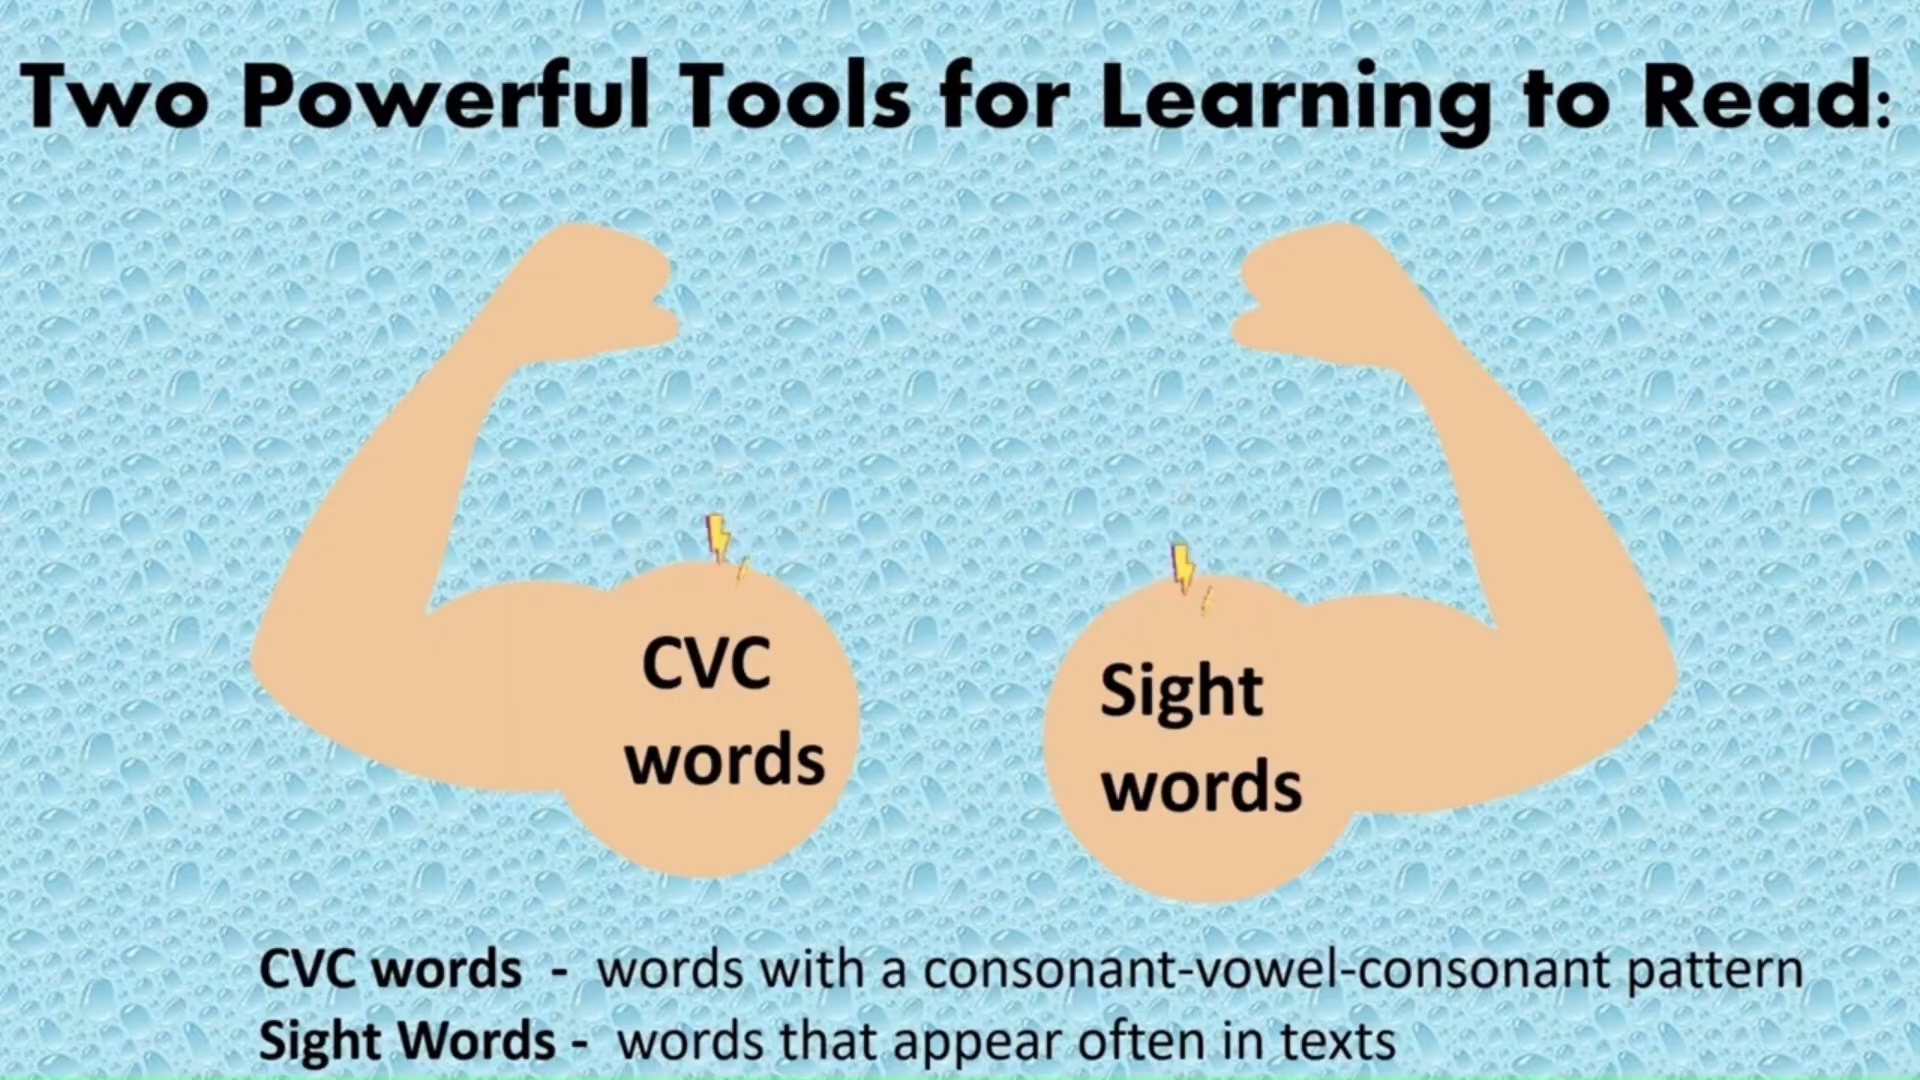 Two Powerful Tools for Learning to Read:
CVC
words
Sight
words
CVC words - words with a consonant-vowel-consonant pattern
Sight Words - words that appear often in texts